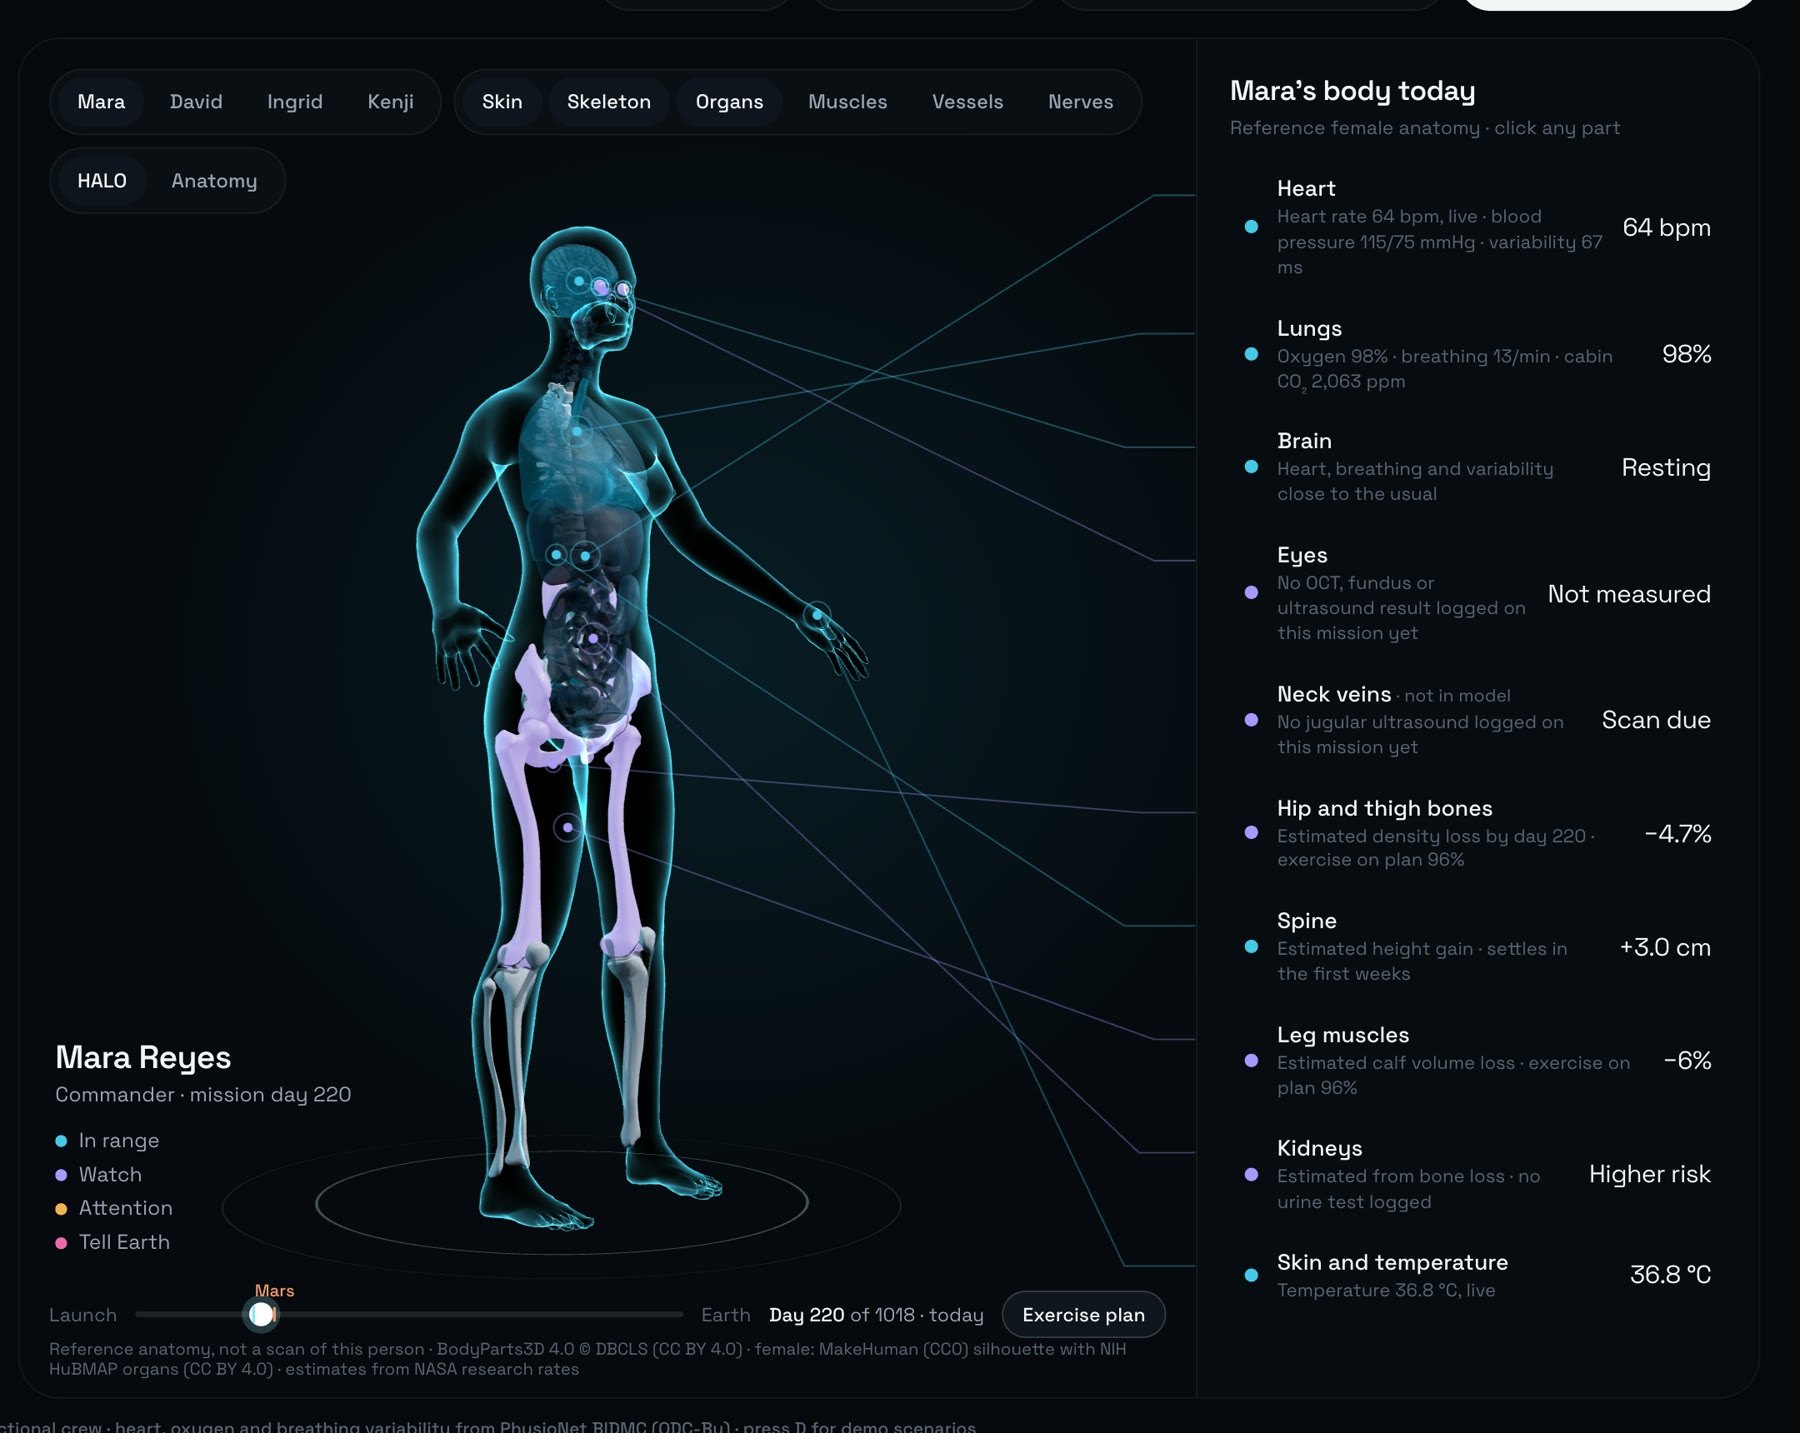 Mara David Ingrid Kenji
Skin Skeleton Organs Muscles Vessels Nerves
HALO Anatomy
Mara Reyes
Commander · mission day 220
In range
Watch
Attention
Tell Earth
Mars
Launch
Earth Day 220 of 1018 · today Exercise plan
Reference anatomy, not a scan of this person · BodyParts3D 4.0 © DBCLS (CC BY 4.0) · female: MakeHuman (CC0) silhouette with NIH
HuBMAP organs (CC BY 4.0) · estimates from NASA research rates
Mara's body today
Reference female anatomy · click any part
Heart
Heart rate 64 bpm, live · blood
pressure 115/75 mmHg · variability 67
ms
64 bpm
Lungs
Oxygen 98% · breathing 13/min · cabin
CO₂ 2,063 ppm
98%
Brain
Heart, breathing and variability
close to the usual
Resting
Eyes
No OCT, fundus or
ultrasound result logged on
this mission yet
Not measured
Neck veins · not in model
No jugular ultrasound logged on
this mission yet
Scan due
Hip and thigh bones
Estimated density loss by day 220 ·
exercise on plan 96%
−4.7%
Spine
Estimated height gain · settles in
the first weeks
+3.0 cm
Leg muscles
Estimated calf volume loss · exercise on
plan 96%
−6%
Kidneys
Estimated from bone loss · no
urine test logged
Higher risk
Skin and temperature
Temperature 36.8 °C, live
36.8 °C
crew · heart, oxygen and breathing variability from PhysioNet BIDMC (ODC-By) · press D for demo scenarios